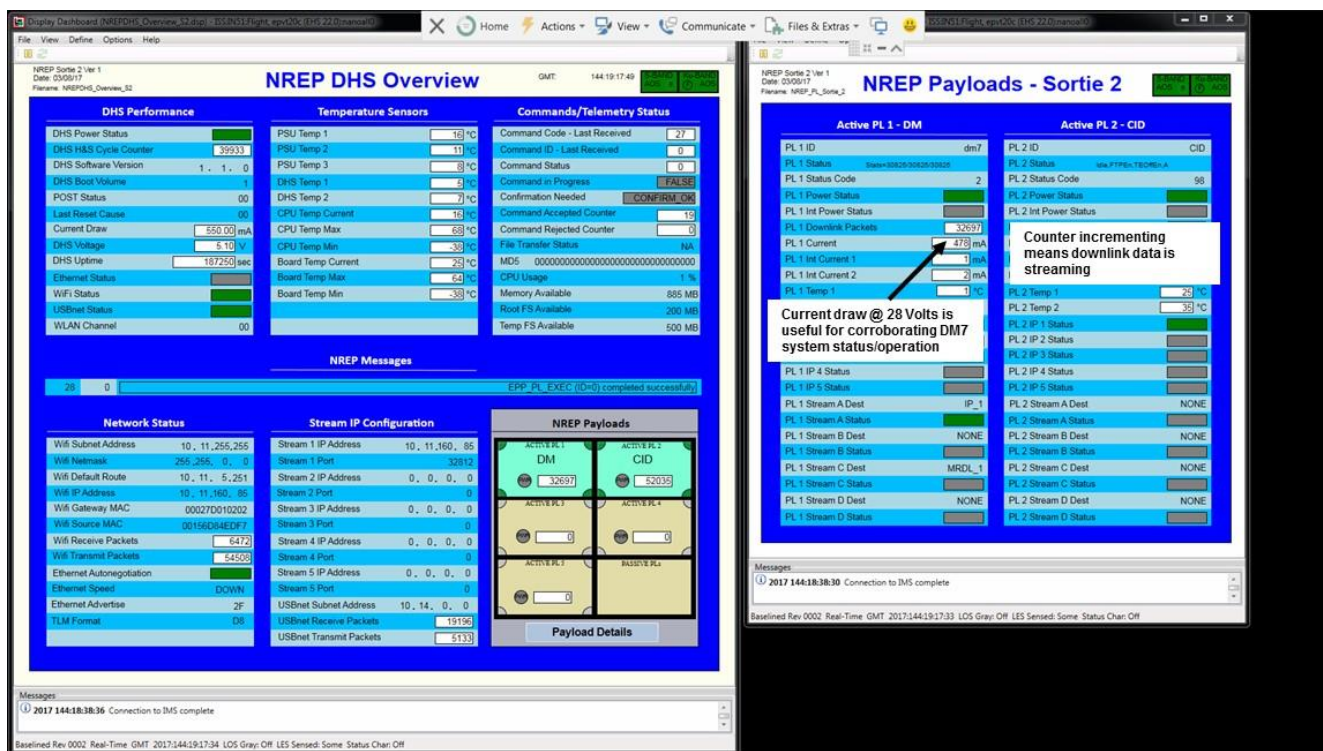 Display Dashboard (NREPDHS_Overview_S2.dsp) - ISS:INS1:Flight, epvt20c (EHS 22.0):nanoal!0
Home Actions View Communicate Files & Extras
File View Define Options Help
NREP Sortie 2 Ver 1
Date: 03/08/17
Filename: NREPDHS_Overview_S2
NREP DHS Overview
GMT: 144:19:17:49
DHS Performance
DHS Power Status
DHS H&S Cycle Counter 39933
DHS Software Version 1. 1. 0
DHS Boot Volume 1
POST Status 00
Last Reset Cause 00
Current Draw 550.00 mA
DHS Voltage 5.10 V
DHS Uptime 187250 sec
Ethernet Status
WiFi Status
USBnet Status
WLAN Channel 00
Temperature Sensors
PSU Temp 1 16 °C
PSU Temp 2 11 °C
PSU Temp 3 8 °C
DHS Temp 1 5 °C
DHS Temp 2 7 °C
CPU Temp Current 16 °C
CPU Temp Max 68 °C
CPU Temp Min -38 °C
Board Temp Current 25 °C
Board Temp Max 64 °C
Board Temp Min -38 °C
Commands/Telemetry Status
Command Code - Last Received 27
Command ID - Last Received 0
Command Status 0
Command in Progress FALSE
Confirmation Needed CONFIRM_OK
Command Accepted Counter 19
Command Rejected Counter 0
File Transfer Status NA
MD5
CPU Usage 1 %
Memory Available 885 MB
Root FS Available 200 MB
Temp FS Available 500 MB
NREP Messages
28 0 EPP_PL_EXEC (ID=0) completed successfully
Network Status
Wifi Subnet Address 10. 11.255.255
Wifi Netmask 255.255. 0. 0
Wifi Default Route 10. 11. 5.251
Wifi IP Address 10. 11.160. 85
Wifi Gateway MAC 00027D010202
Wifi Source MAC 00156D84EDF7
Wifi Receive Packets 6472
Wifi Transmit Packets 54508
Ethernet Autonegotiation
Ethernet Speed DOWN
Ethernet Advertise 2F
TLM Format D8
Stream IP Configuration
Stream 1 IP Address 10. 11.160. 85
Stream 1 Port 32812
Stream 2 IP Address 0. 0. 0. 0
Stream 2 Port 0
Stream 3 IP Address 0. 0. 0. 0
Stream 3 Port 0
Stream 4 IP Address 0. 0. 0. 0
Stream 4 Port 0
Stream 5 IP Address 0. 0. 0. 0
Stream 5 Port 0
USBnet Subnet Address 10. 14. 0. 0
USBnet Receive Packets 19196
USBnet Transmit Packets 5133
NREP Payloads
ACTIVE PL 1 ACTIVE PL 2
DM CID
32697 52035
ACTIVE PL 3 ACTIVE PL 4
0 0
ACTIVE PL 5 PASSIVE PLs
0
Payload Details
Messages
2017 144:18:38:36 Connection to IMS complete
Baselined Rev 0002 Real-Time GMT 2017:144:19:17:34 LOS Gray: Off LES Sensed: Some Status Char: Off
ISS:INS1:Flight, epvt20c (EHS 22.0):nanoal!0
NREP Sortie 2 Ver 1
Date: 03/08/17
Filename: NREP_PL_Sortie_2
NREP Payloads - Sortie 2
Active PL 1 - DM
PL 1 ID dm7
PL 1 Status Stats=30828/30828/30828
PL 1 Status Code 2
PL 1 Power Status
PL 1 Int Power Status
PL 1 Downlink Packets 32697
PL 1 Current 478 mA
PL 1 Int Current 1 1 mA
PL 1 Int Current 2 2 mA
PL 1 Temp 1 1 °C
Current draw @ 28 Volts is
useful for corroborating DM7
system status/operation
PL 1 IP 4 Status
PL 1 IP 5 Status
PL 1 Stream A Dest IP_1
PL 1 Stream A Status
PL 1 Stream B Dest NONE
PL 1 Stream B Status
PL 1 Stream C Dest MRDL_1
PL 1 Stream C Status
PL 1 Stream D Dest NONE
PL 1 Stream D Status
Active PL 2 - CID
PL 2 ID CID
PL 2 Status Idle,FTPEn,TEOffEn,A
PL 2 Status Code 98
PL 2 Power Status
PL 2 Int Power Status
Counter incrementing
means downlink data is
streaming
PL 2 Temp 1 25 °C
PL 2 Temp 2 35 °C
PL 2 IP 1 Status
PL 2 IP 2 Status
PL 2 IP 3 Status
PL 2 IP 4 Status
PL 2 IP 5 Status
PL 2 Stream A Dest NONE
PL 2 Stream A Status
PL 2 Stream B Dest NONE
PL 2 Stream B Status
PL 2 Stream C Dest NONE
PL 2 Stream C Status
PL 2 Stream D Dest NONE
PL 2 Stream D Status
Messages
2017 144:18:38:30 Connection to IMS complete
Baselined Rev 0002 Real-Time GMT 2017:144:19:17:33 LOS Gray: Off LES Sensed: Some Status Char: Off